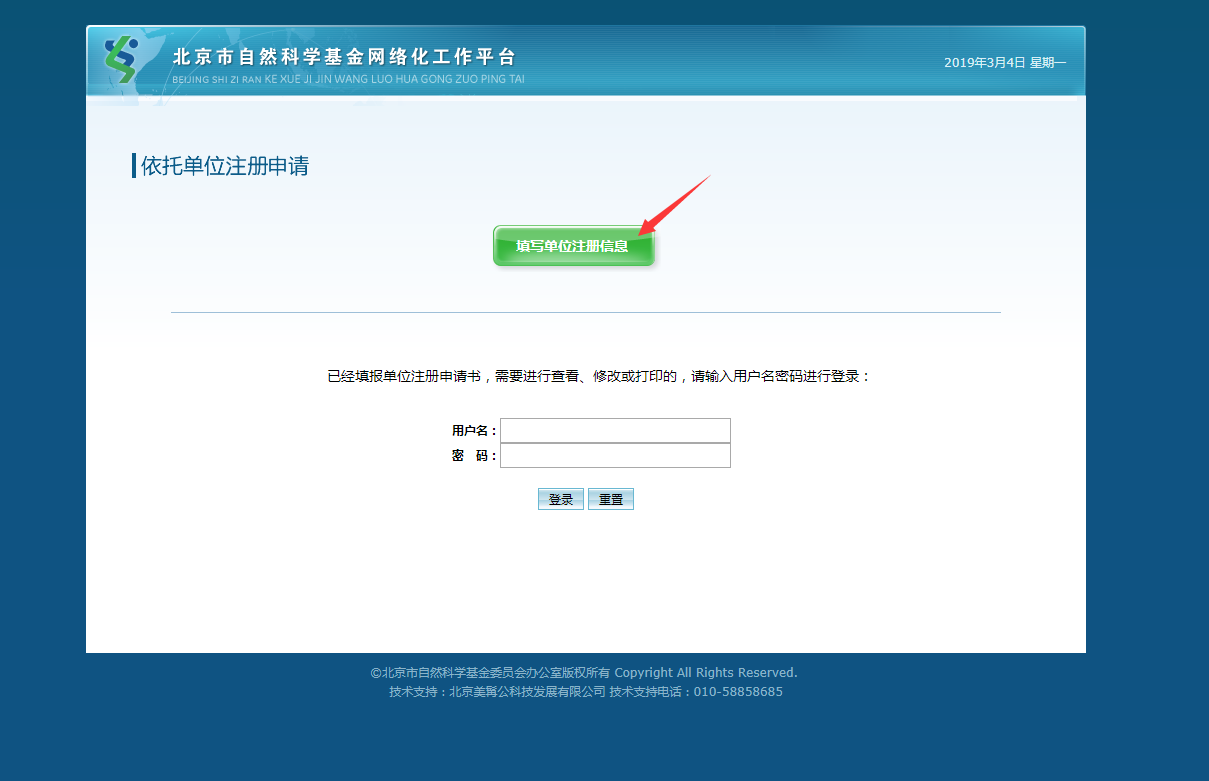 北京市自然科学基金网络化工作平台
BEIJING SHI ZI RAN KE XUE JI JIN WANG LUO HUA GONG ZUO PING TAI
2019年3月4日 星期一
依托单位注册申请
填写单位注册信息
已经填报单位注册申请书，需要进行查看、修改或打印的，请输入用户名密码进行登录：
用户名：
密 码：
登录 重置
©北京市自然科学基金委员会办公室版权所有 Copyright All Rights Reserved.
技术支持：北京美髯公科技发展有限公司 技术支持电话：010-58858685